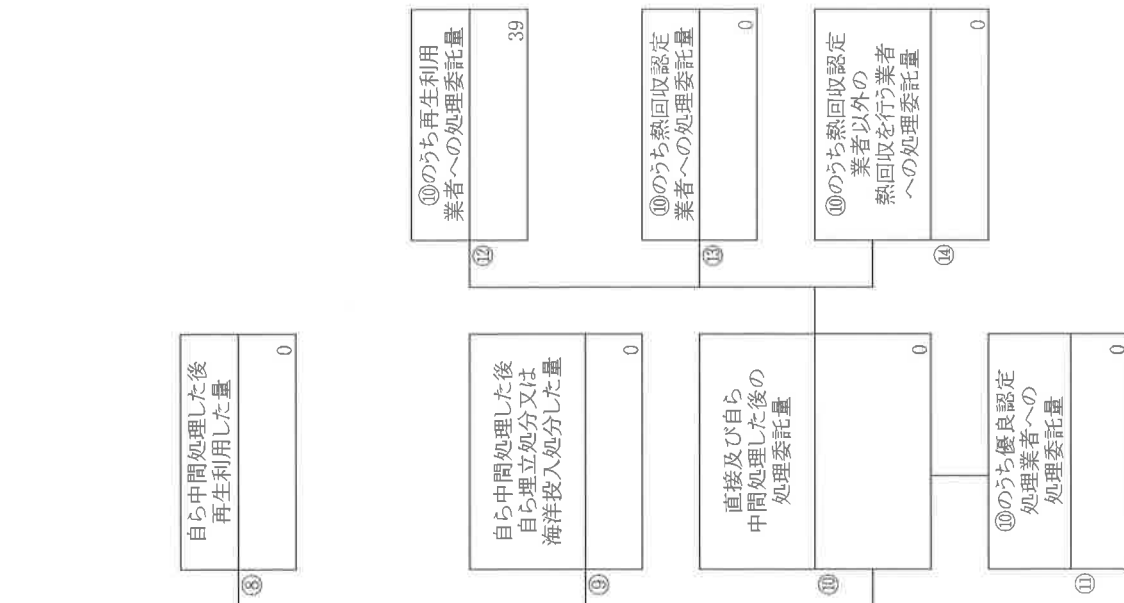 ⑧
自ら中間処理した後
再生利用した量
0
⑨
自ら中間処理した後
自ら埋立処分又は
海洋投入処分した量
0
⑩
直接及び自ら
中間処理した後の
処理委託量
0
⑪
⑩のうち優良認定
処理業者への
処理委託量
0
⑫
⑩のうち再生利用
業者への処理委託量
39
⑬
⑩のうち熱回収認定
業者への処理委託量
0
⑭
⑩のうち熱回収認定
業者以外の
熱回収を行う業者
への処理委託量
0